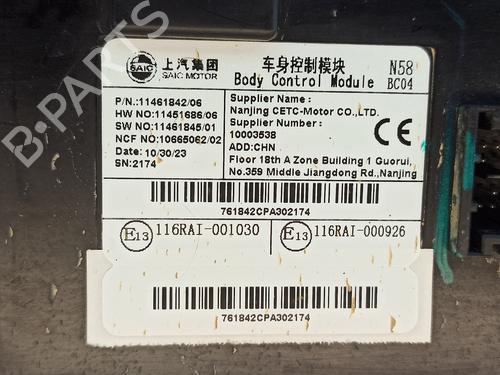 B-PARTS
SAIC
上汽集团
SAIC MOTOR
车身控制模块
Body Control Module
N58
BC04
P/N:11461842/06
HW NO:11451686/06
SW NO:11461845/01
NCF NO:10665062/02
Date:10/30/23
SN:2174
Supplier Name:
Nanjing CETC-Motor CO.,LTD.
Supplier Number:
10003538
ADD:CHN
Floor 18th A Zone Building 1 Guorui,
No.359 Middle Jiangdong Rd.,Nanjing
CE
761842CPA302174
E13 116RAI-001030
E13 116RAI-000926
761842CPA302174